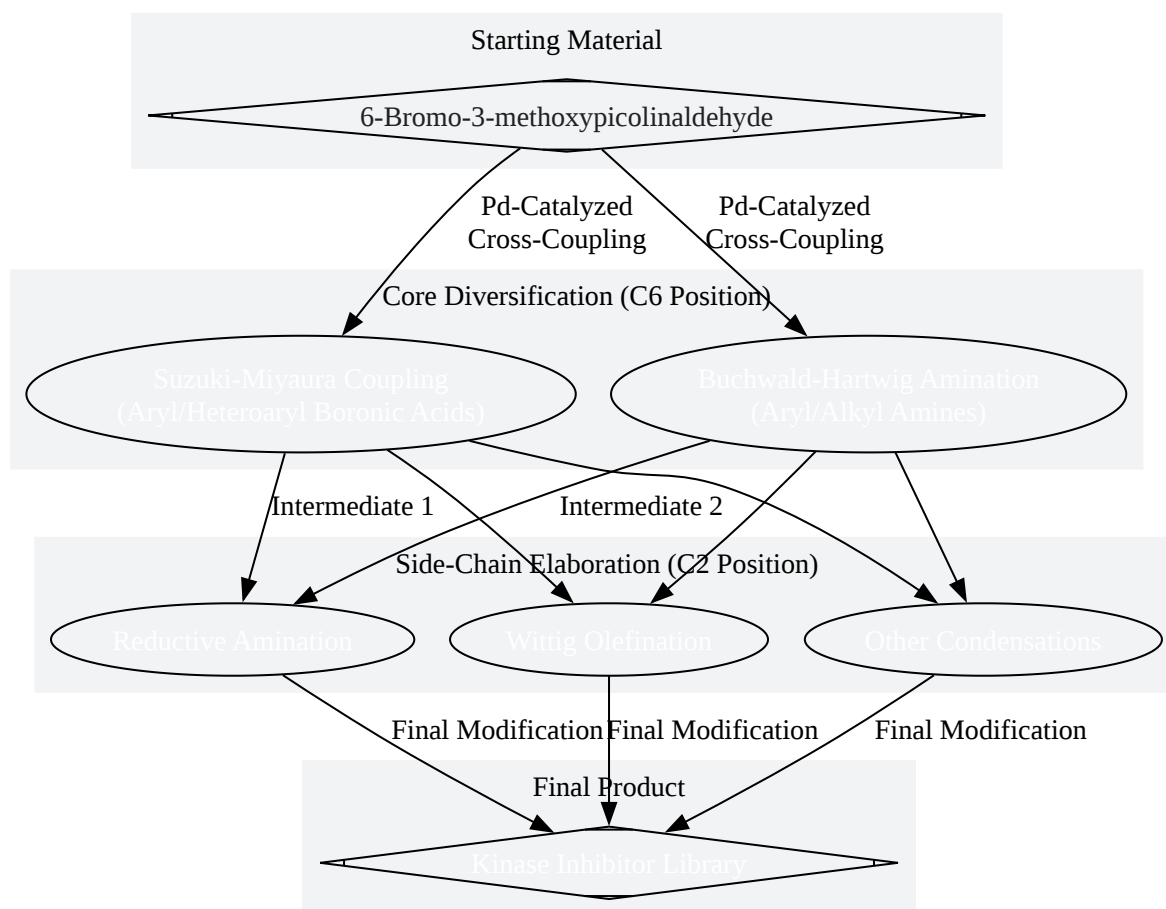 Starting Material
6-Bromo-3-methoxypicolinaldehyde
Pd-Catalyzed
Cross-Coupling
Pd-Catalyzed
Cross-Coupling
Core Diversification (C6 Position)
Suzuki-Miyaura Coupling
(Aryl/Heteroaryl Boronic Acids)
Buchwald-Hartwig Amination
(Aryl/Alkyl Amines)
Intermediate 1
Intermediate 2
Side-Chain Elaboration (C2 Position)
Reductive Amination
Wittig Olefination
Other Condensations
Final Modification
Final Modification
Final Modification
Final Product
Kinase Inhibitor Library